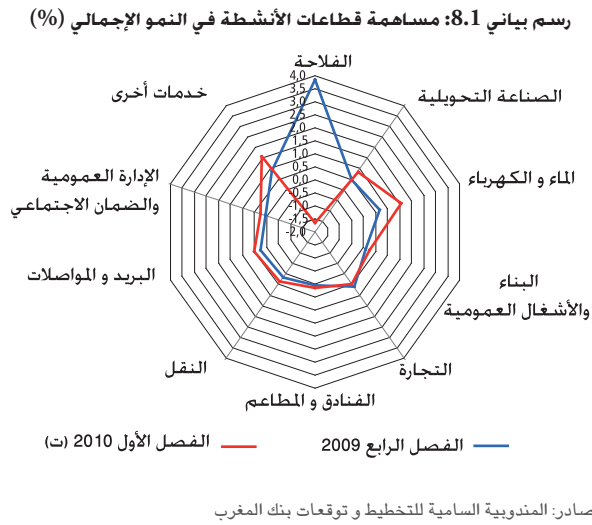 رسم بياني 8.1: مساهمة قطاعات الأنشطة في النمو الإجمالي (%)
الفلاحة
خدمات أخرى
الصناعة التحويلية
4,0
3,5
3,0
2,5
2,0
1,5
1,0
0,5
0,0
-0,5
-1,0
-1,5
-2,0
الإدارة العمومية
والضمان الاجتماعي
الماء و الكهرباء
البريد و المواصلات
البناء
والأشغال العمومية
النقل
التجارة
الفنادق و المطاعم
الفصل الرابع 2009
الفصل الأول 2010 (ت)
صادر: المندوبية السامية للتخطيط و توقعات بنك المغرب